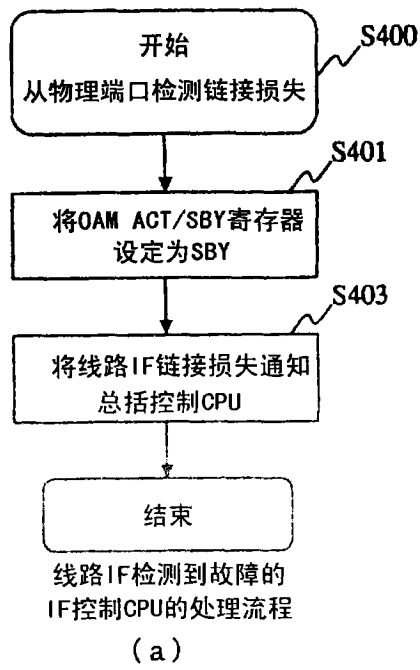 开始
从物理端口检测链接损失
S400
S401
将OAM ACT/SBY寄存器
设定为SBY
S403
将线路IF链接损失通知
总括控制CPU
结束
线路IF检测到故障的
IF控制CPU的处理流程
(a)